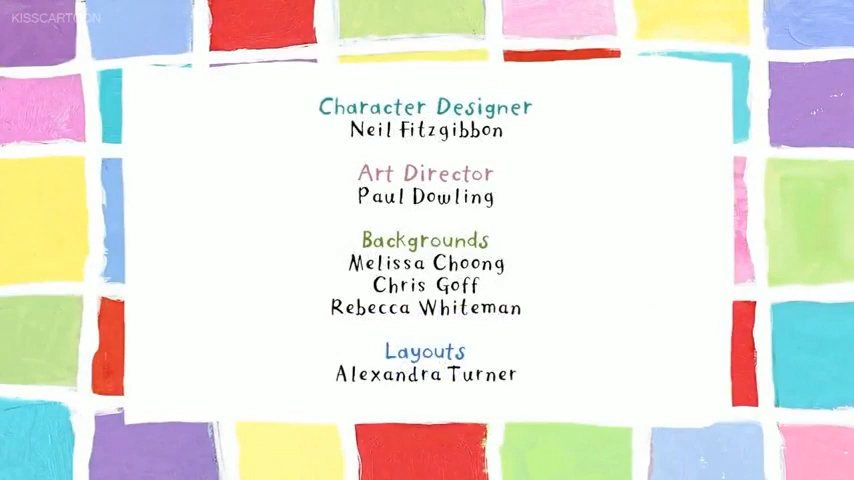 KISSCARTOON
Character Designer
Neil Fitzgibbon
Art Director
Paul Dowling
Backgrounds
Melissa Choong
Chris Goff
Rebecca Whiteman
Layouts
Alexandra Turner